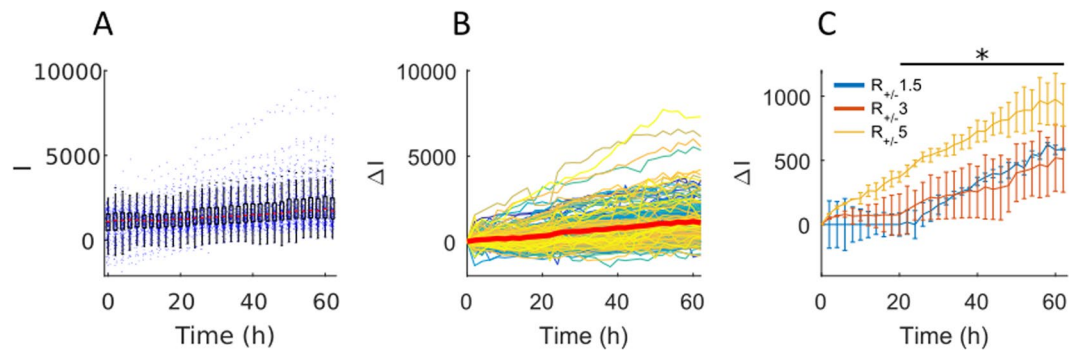 A B C
10000 10000
5000 5000
0 0
I
ΔI
ΔI
1000
500
0
*
R+/-1.5
R+/-3
R+/-5
0 20 40 60
0 20 40 60
0 20 40 60
Time (h) Time (h) Time (h)